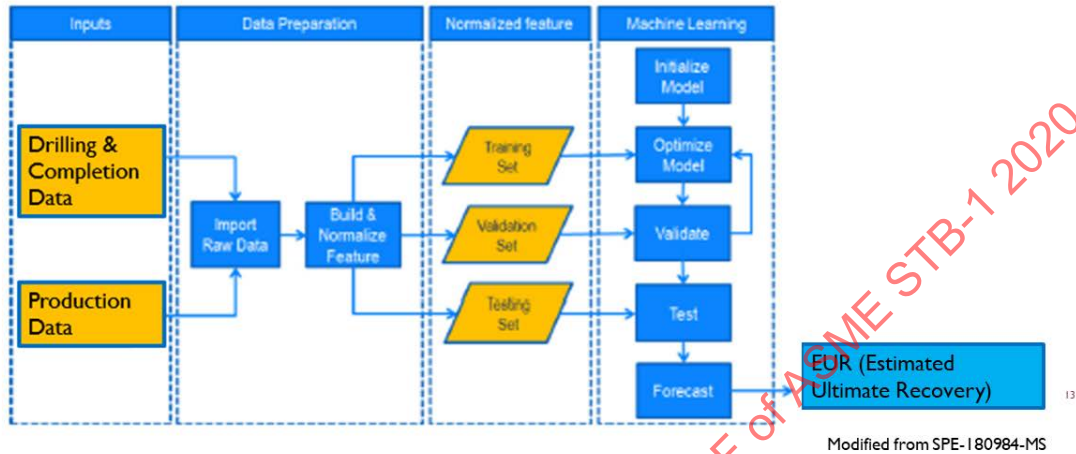 Inputs
Data Preparation
Normalized feature
Machine Learning
Drilling &
Completion
Data
Production
Data
Import
Raw Data
Build &
Normalize
Feature
Training
Set
Validation
Set
Testing
Set
Initialize
Model
Optimize
Model
Validate
Test
Forecast
EUR (Estimated
Ultimate Recovery)
13
Modified from SPE-180984-MS
F of ASME STB-1 2020